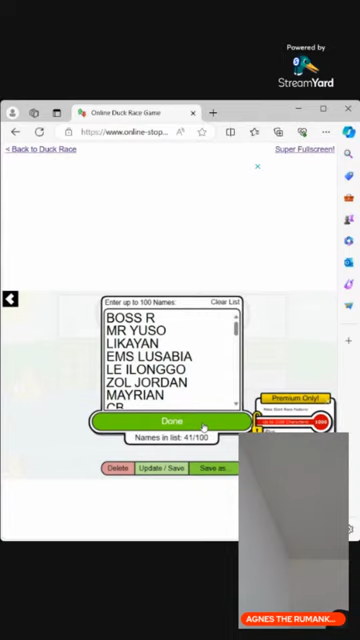 Powered by
StreamYard
Online Duck Race Game
https://www.online-stop...
< Back to Duck Race
Super Fullscreen!
Enter up to 100 Names:
Clear List
BOSS R
MR YUSO
LIKAYAN
EMS LUSABIA
LE ILONGGO
ZOL JORDAN
MAYRIAN
CB
Done
Names in list: 41/100
Premium Only!
1000
Delete
Update / Save
Save as...
AGNES THE RUMANK...